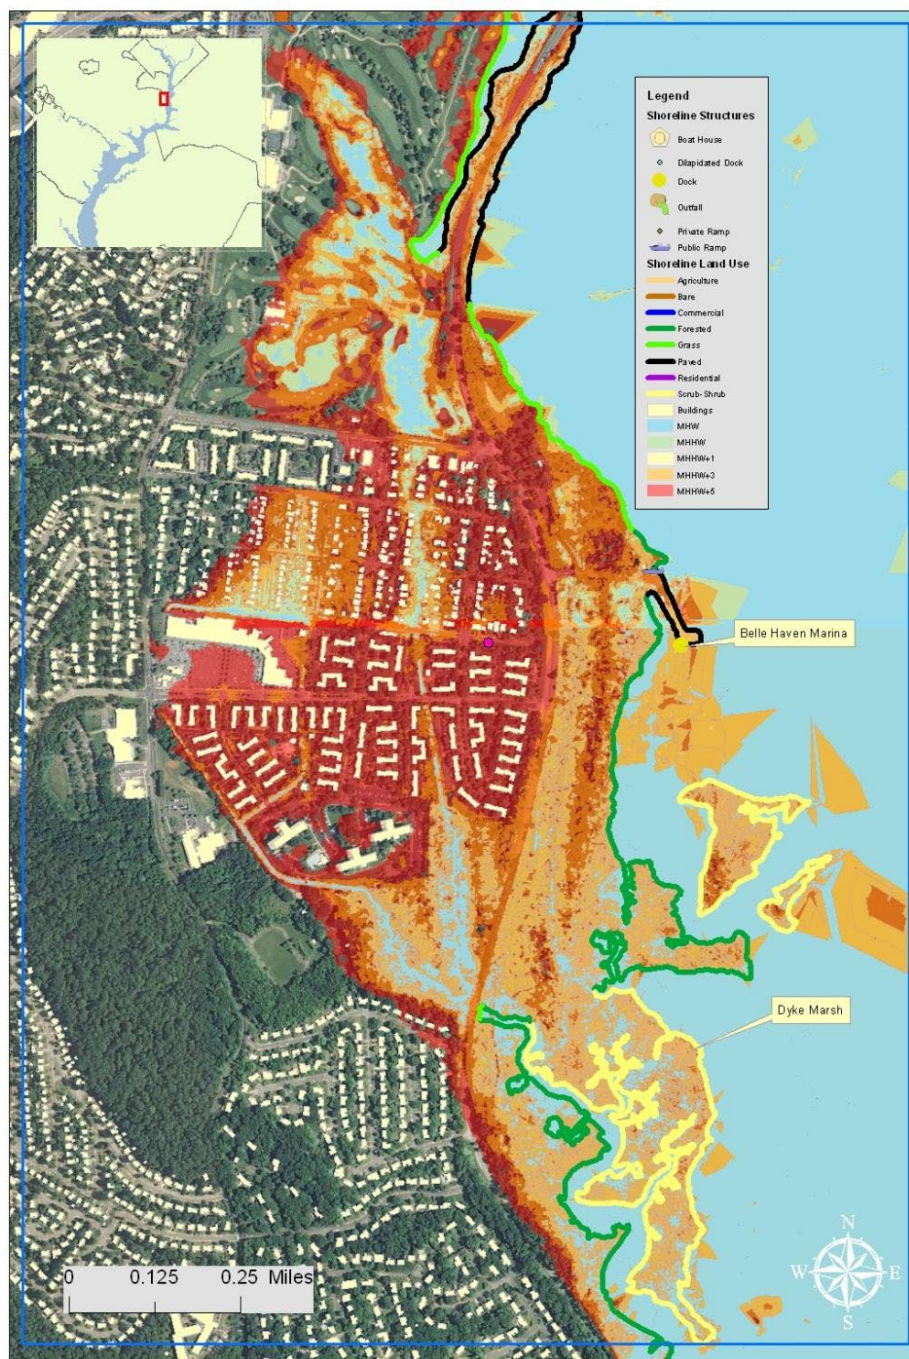 Legend
Shoreline Structures
Boat House
Dilapidated Dock
Dock
Outfall
Private Ramp
Public Ramp
Shoreline Land Use
Agriculture
Bare
Commercial
Forested
Grass
Paved
Residential
Scrub-Shrub
Buildings
MHW
MHHW
MHHW+1
MHHW+3
MHHW+5
Belle Haven Marina
Dyke Marsh
N
W E
S
0 0.125 0.25 Miles